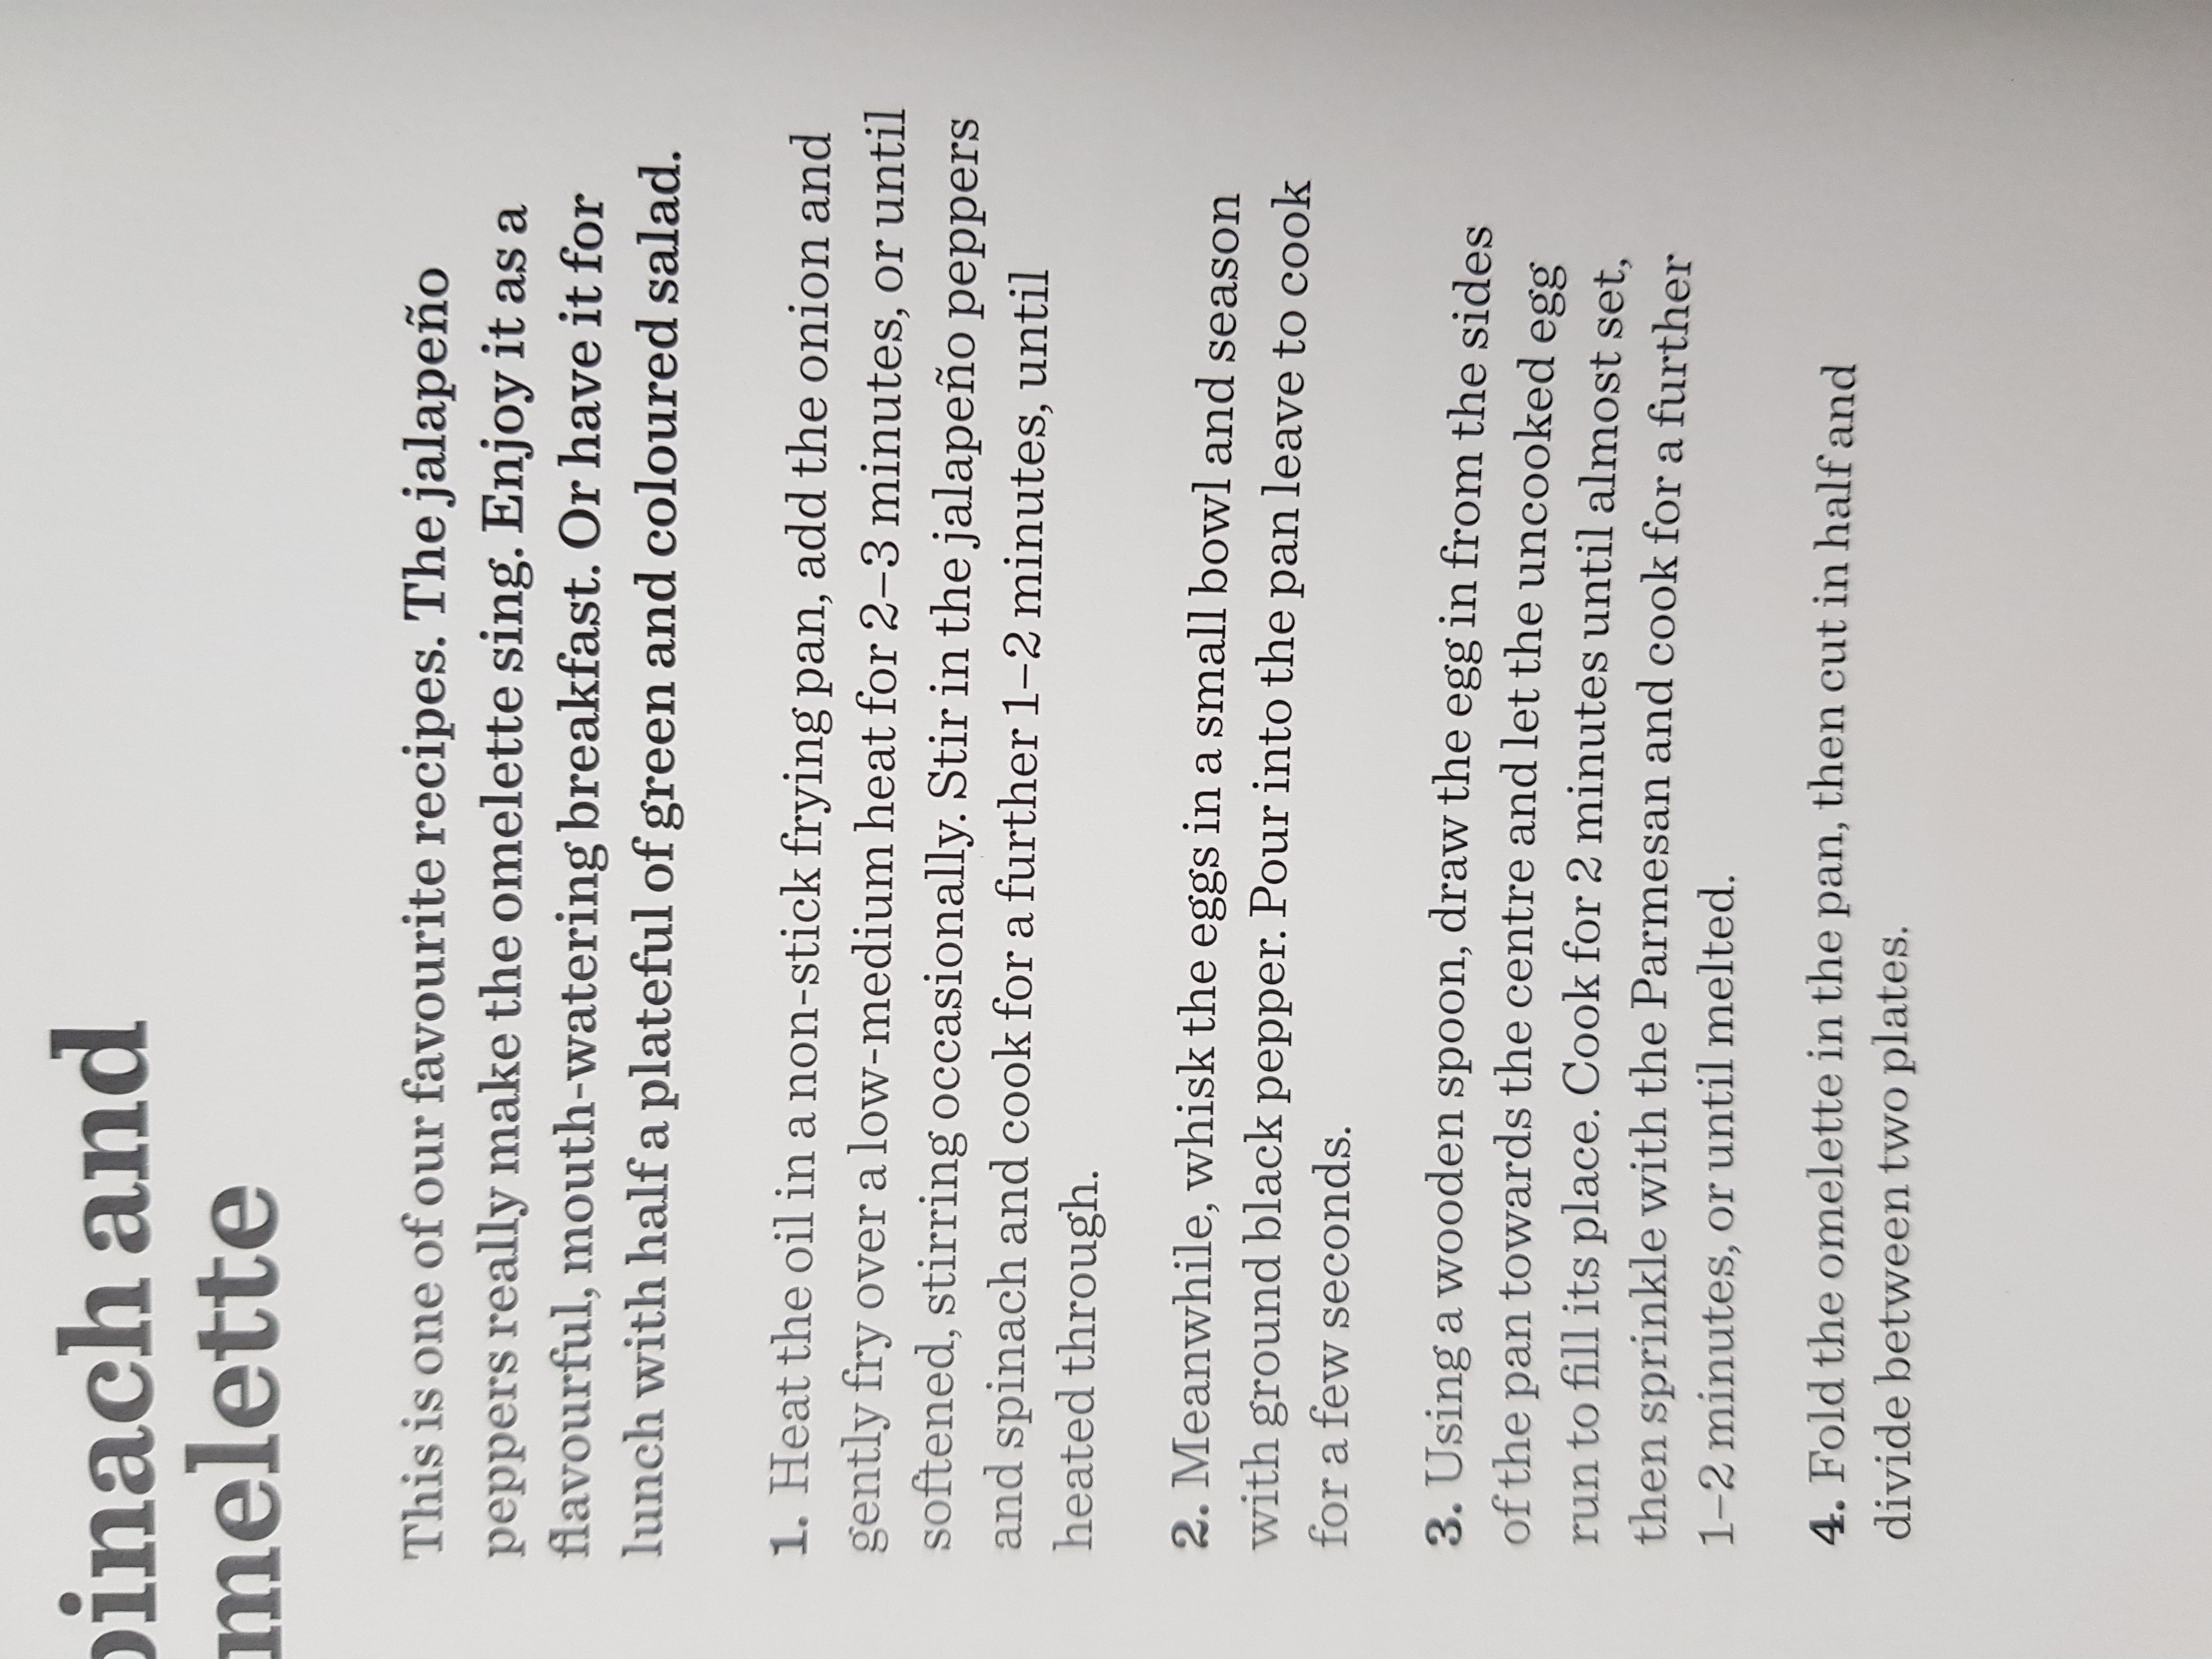 pinach and
melette
This is one of our favourite recipes. The jalapeño
peppers really make the omelette sing. Enjoy it as a
flavourful, mouth-watering breakfast. Or have it for
lunch with half a plateful of green and coloured salad.
1. Heat the oil in a non-stick frying pan, add the onion and
gently fry over a low-medium heat for 2–3 minutes, or until
softened, stirring occasionally. Stir in the jalapeño peppers
and spinach and cook for a further 1–2 minutes, until
heated through.
2. Meanwhile, whisk the eggs in a small bowl and season
with ground black pepper. Pour into the pan leave to cook
for a few seconds.
3. Using a wooden spoon, draw the egg in from the sides
of the pan towards the centre and let the uncooked egg
run to fill its place. Cook for 2 minutes until almost set,
then sprinkle with the Parmesan and cook for a further
1–2 minutes, or until melted.
4. Fold the omelette in the pan, then cut in half and
divide between two plates.